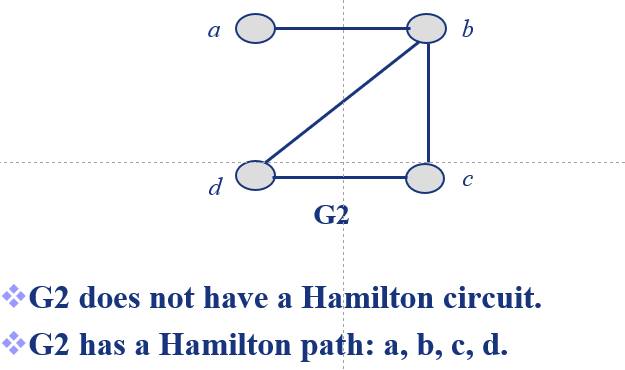 a b
d c
G2
❖G2 does not have a Hamilton circuit.
❖G2 has a Hamilton path: a, b, c, d.